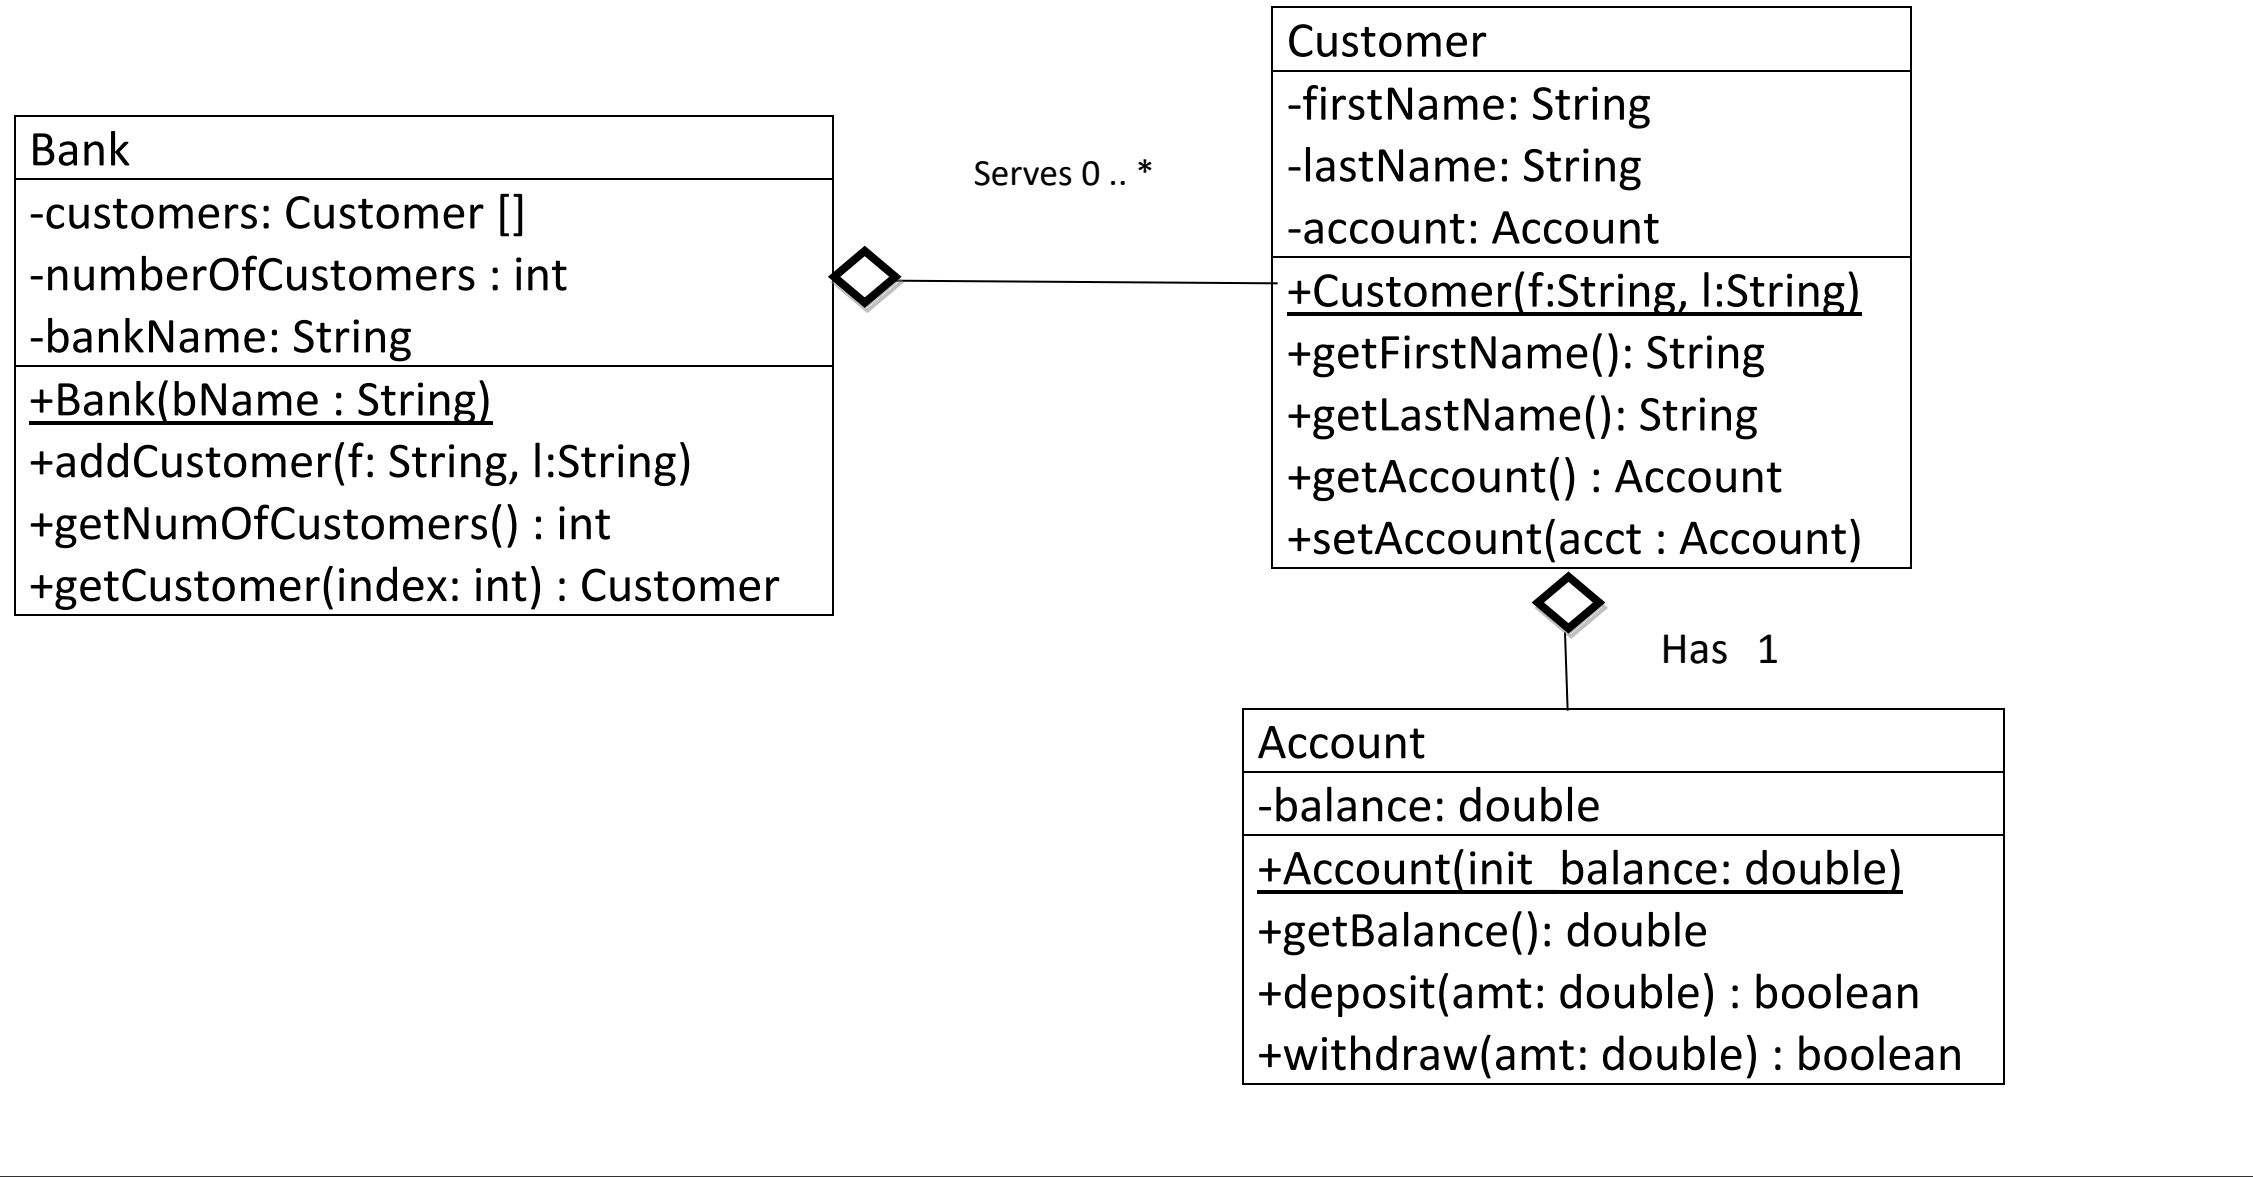 Bank
-customers: Customer []
-numberOfCustomers : int
-bankName: String
+Bank(bName : String)
+addCustomer(f: String, l:String)
+getNumOfCustomers() : int
+getCustomer(index: int) : Customer
Serves 0 .. *
Customer
-firstName: String
-lastName: String
-account: Account
+Customer(f:String, l:String)
+getFirstName(): String
+getLastName(): String
+getAccount() : Account
+setAccount(acct : Account)
Has 1
Account
-balance: double
+Account(init_balance: double)
+getBalance(): double
+deposit(amt: double) : boolean
+withdraw(amt: double) : boolean